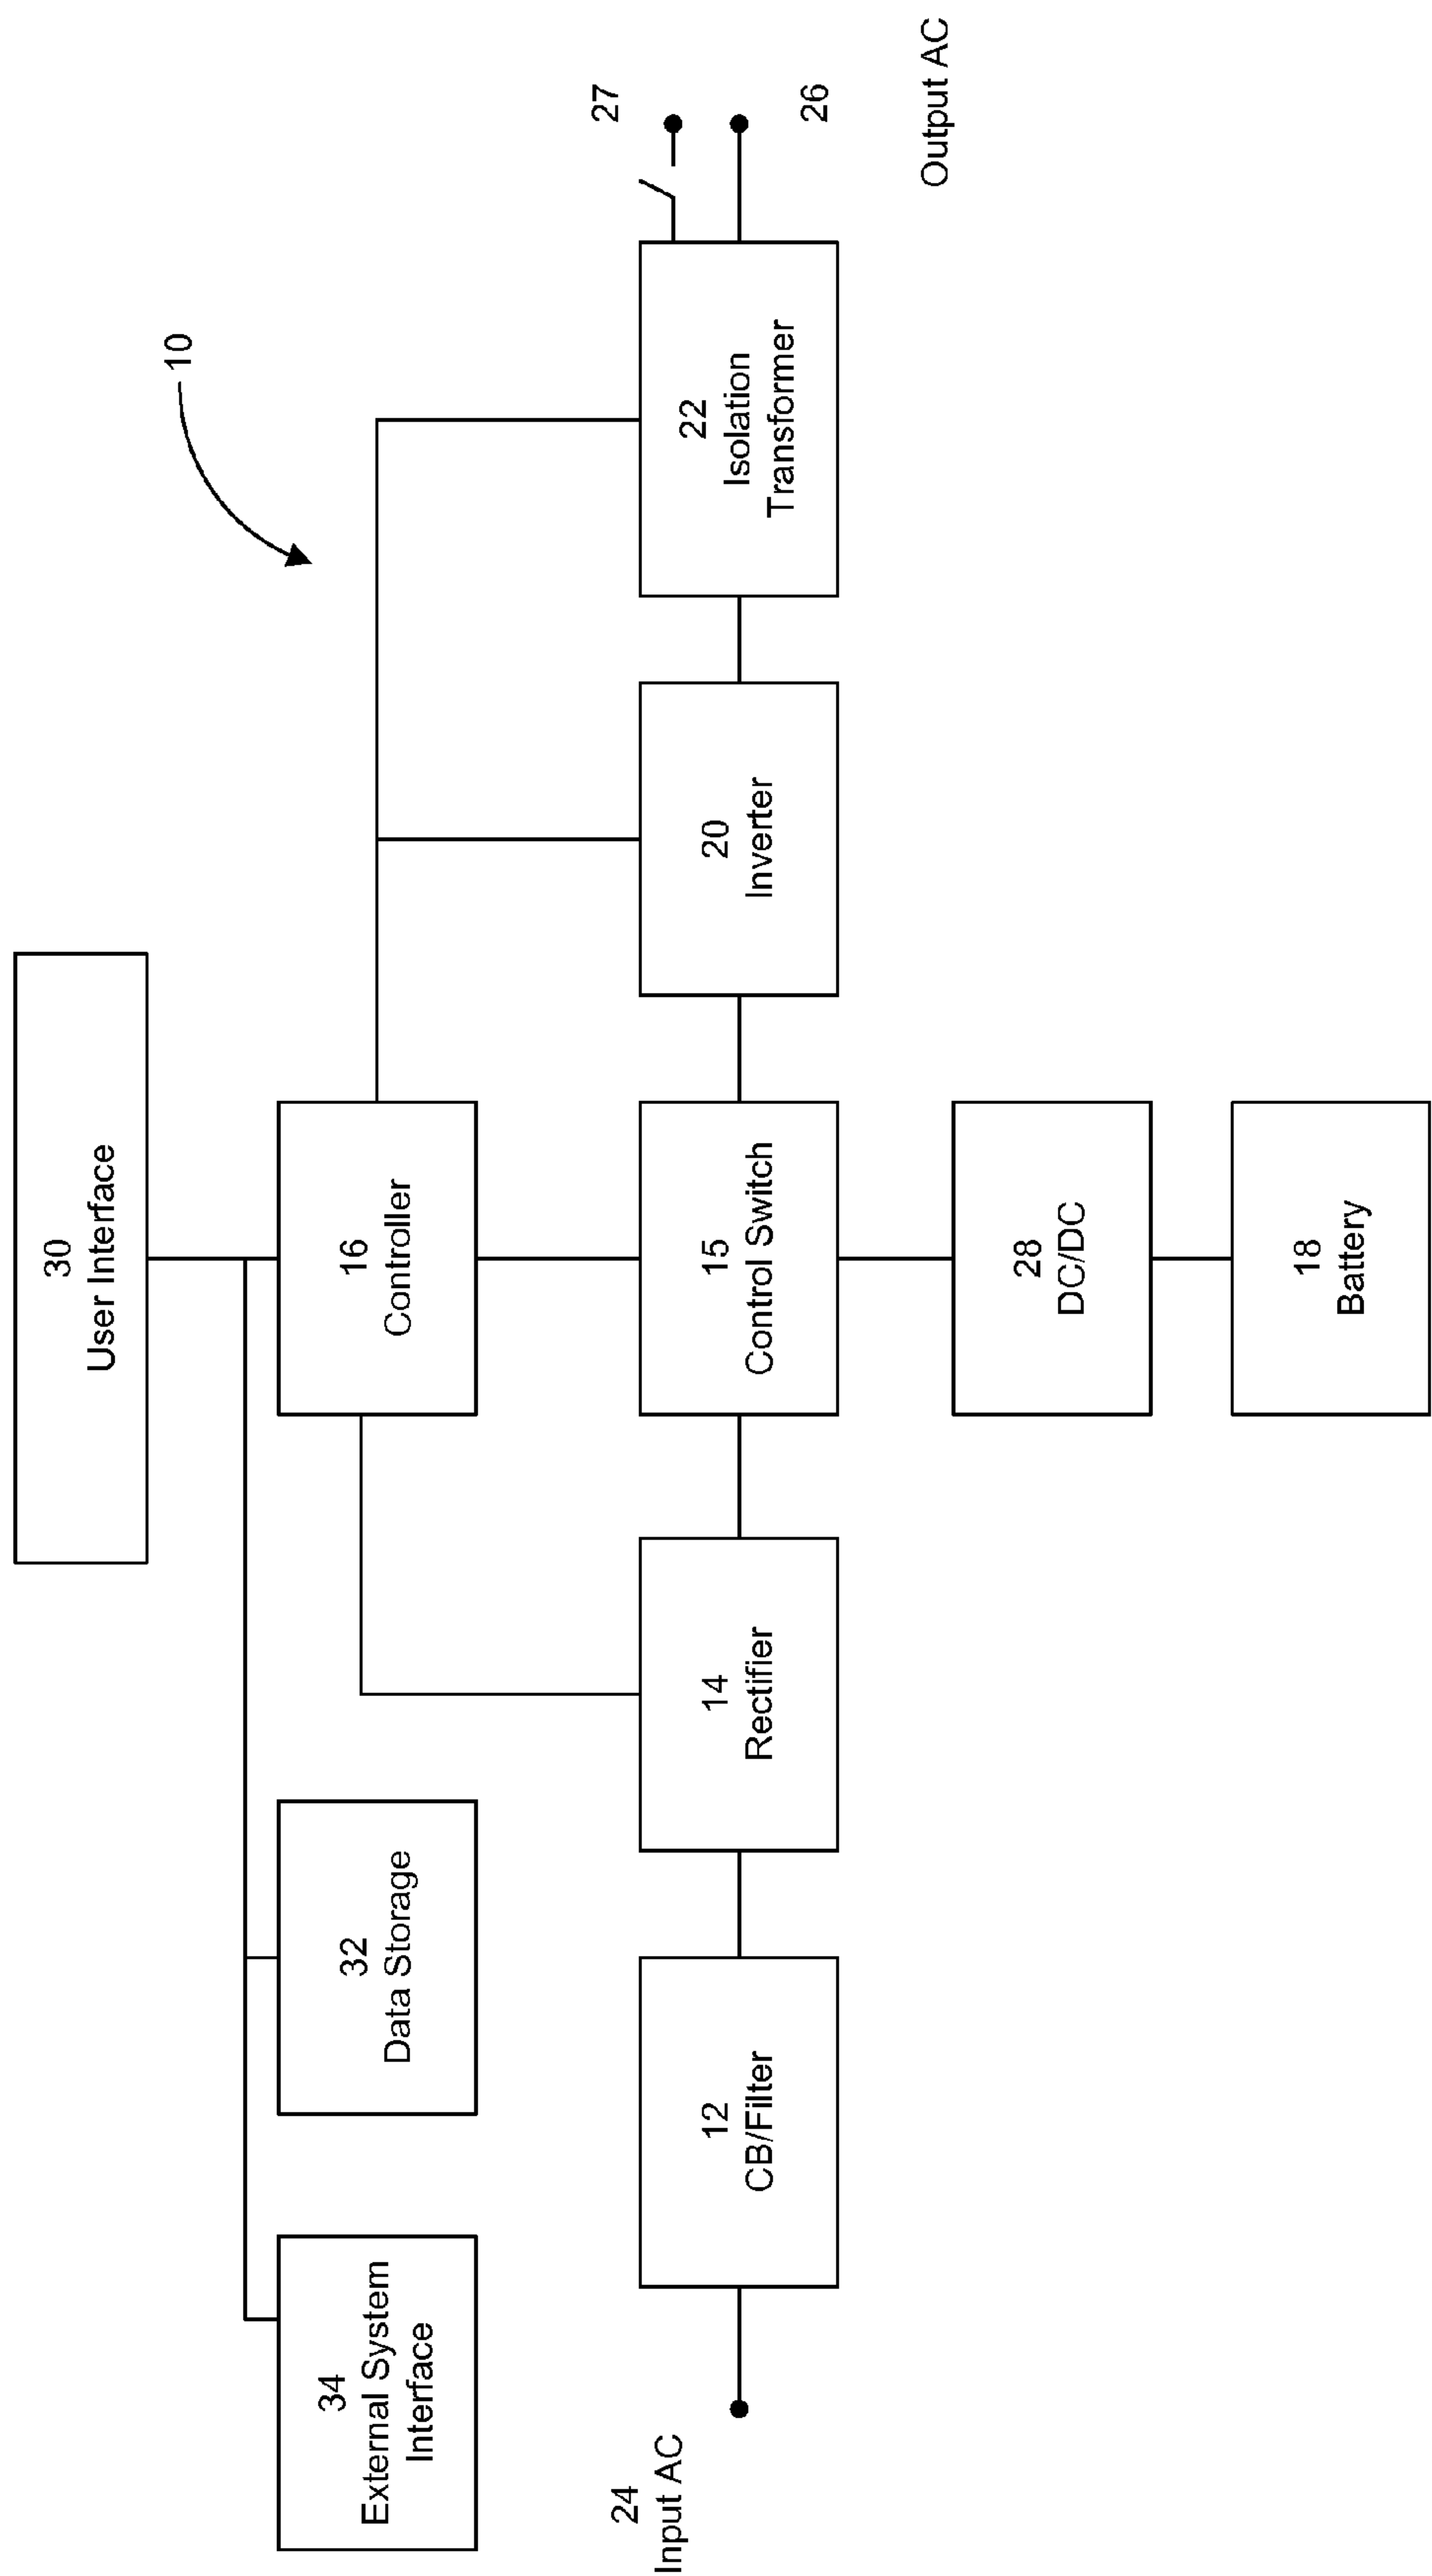 30
User Interface
10
34
External System
Interface
32
Data Storage
16
Controller
27
24
Input AC
12
CB/Filter
14
Rectifier
15
Control Switch
20
Inverter
22
Isolation
Transformer
26
Output AC
28
DC/DC
18
Battery